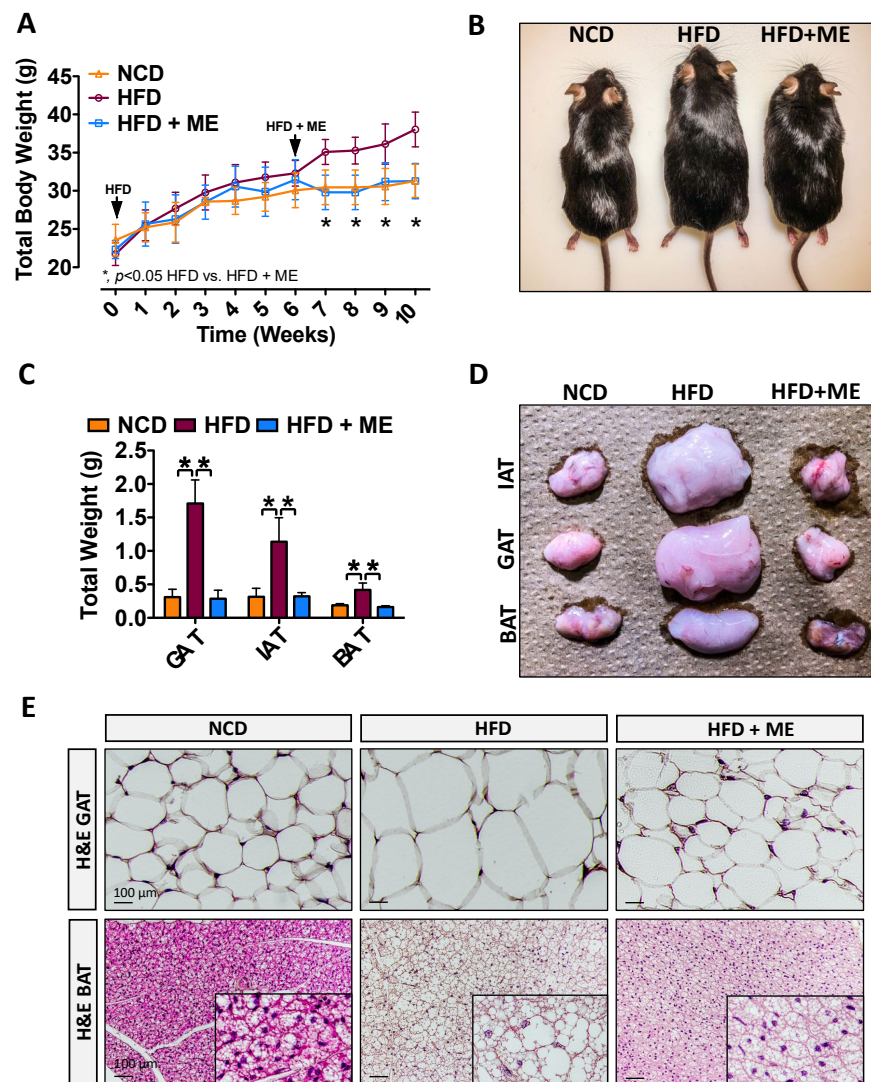 A
Total Body Weight (g)
45
40
35
30
25
20
NCD
HFD
HFD + ME
HFD
HFD + ME
* * * *
*, p<0.05 HFD vs. HFD + ME
0 1 2 3 4 5 6 7 8 9 10
Time (Weeks)
B
NCD HFD HFD+ME
C
NCD HFD HFD + ME
Total Weight (g)
2.5
2.0
1.5
1.0
0.5
0.0
* *
* *
* *
GAT IAT BAT
D
NCD HFD HFD+ME
IAT
GAT
BAT
E
NCD HFD HFD + ME
H&E GAT
100 µm
H&E BAT
100 µm